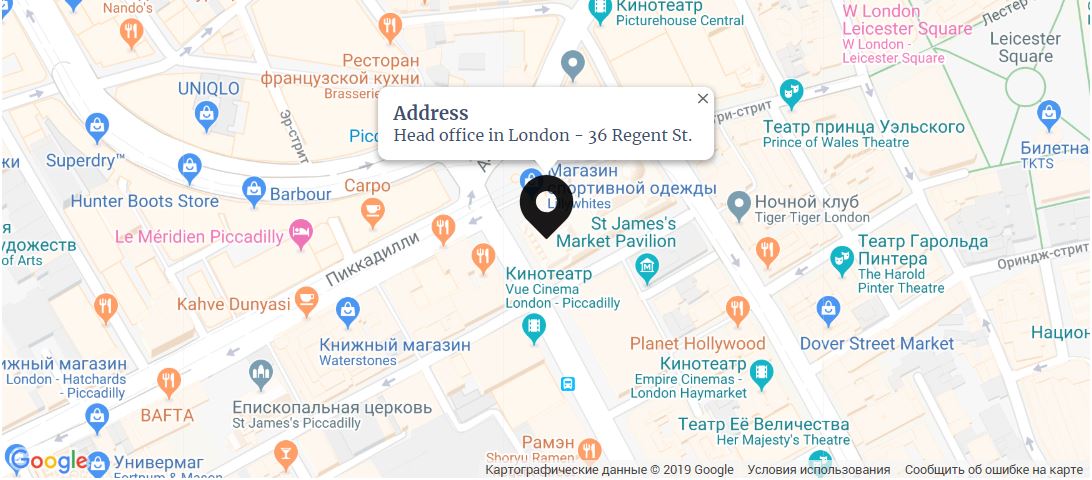 Nando's
Кинотеатр
Picturehouse Central
W London
Leicester Square
W London -
Leicester Square
Лестер
Leicester
Square
Ресторан
французской кухни
Brasserie
UNIQLO
Эр-стрит
Address
Head office in London - 36 Regent St.
Театр принца Уэльского
Prince of Wales Theatre
Билетна
TKTS
Superdry™
Hunter Boots Store
Barbour
Carpo
Магазин
спортивной одежды
Lillywhites
Ночной клуб
Tiger Tiger London
Le Méridien Piccadilly
of Arts
Пиккадилли
St James's
Market Pavilion
Театр Гарольда
Пинтера
The Harold
Pinter Theatre
Ориндж-стрит
Кинотеатр
Vue Cinema
London - Piccadilly
Kahve Dunyasi
Книжный магазин
Waterstones
Planet Hollywood
Dover Street Market
Национ
ижный магазин
London - Hatchards
- Piccadilly
BAFTA
Кинотеатр
Empire Cinemas -
London Haymarket
Епископальная церковь
St James's Piccadilly
Театр Её Величества
Her Majesty's Theatre
Рамэн
Shoryu Ramen
Универмаг
Fortnum & Mason
Google
Картографические данные © 2019 Google
Условия использования
Сообщить об ошибке на карте